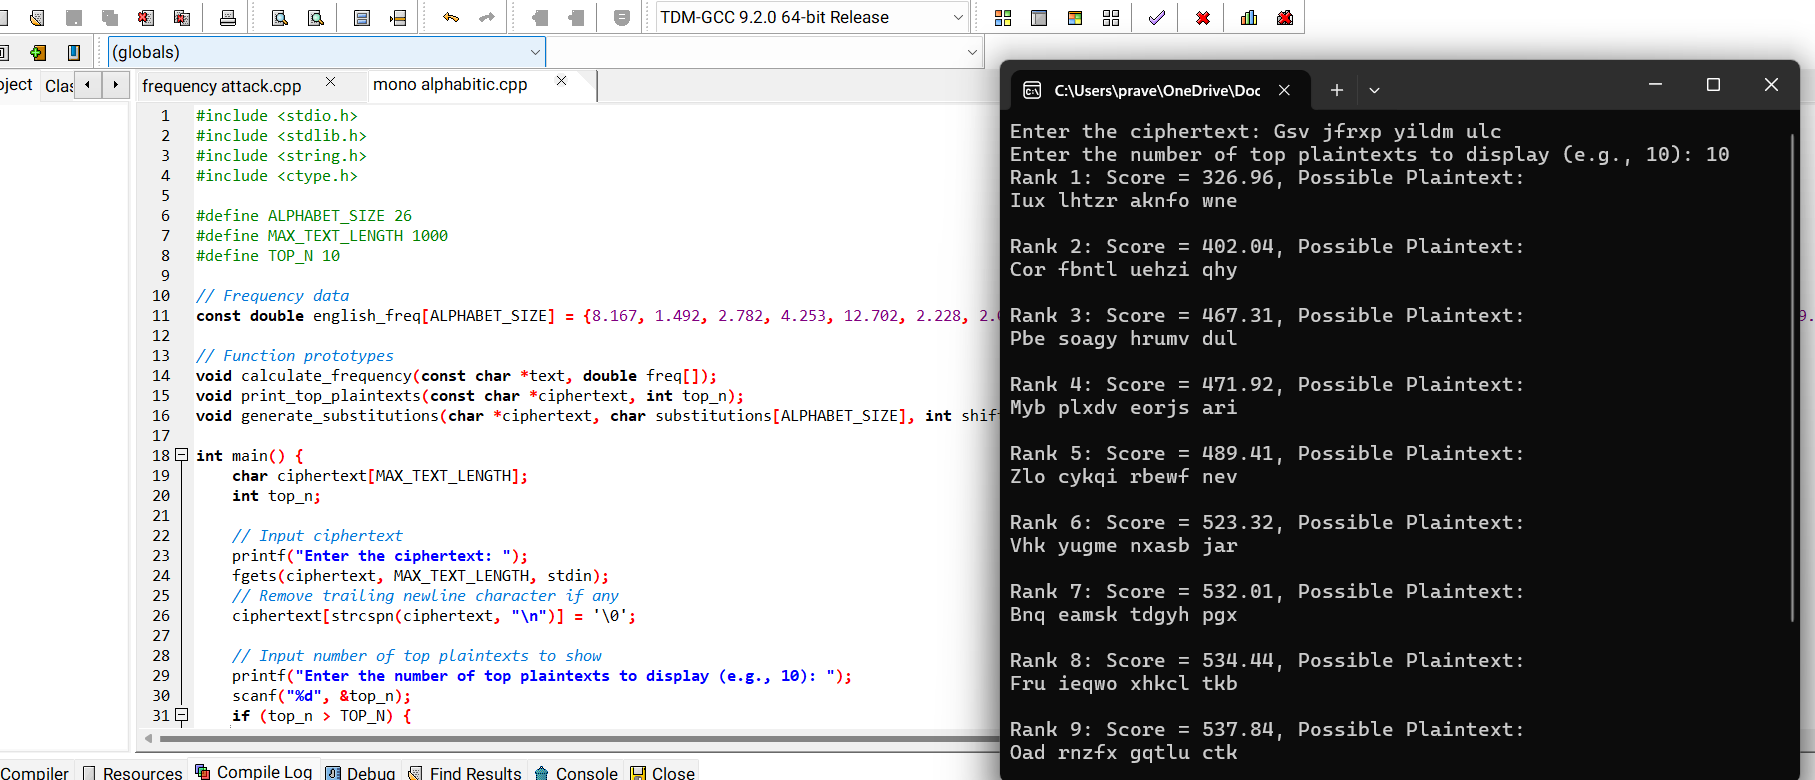 TDM-GCC 9.2.0 64-bit Release
(globals)
oject Clas
frequency attack.cpp
mono alphabitic.cpp
1 #include <stdio.h>
2 #include <stdlib.h>
3 #include <string.h>
4 #include <ctype.h>
5
6 #define ALPHABET_SIZE 26
7 #define MAX_TEXT_LENGTH 1000
8 #define TOP_N 10
9
10 // Frequency data
11 const double english_freq[ALPHABET_SIZE] = {8.167, 1.492, 2.782, 4.253, 12.702, 2.228, 2.
12
13 // Function prototypes
14 void calculate_frequency(const char *text, double freq[]);
15 void print_top_plaintexts(const char *ciphertext, int top_n);
16 void generate_substitutions(char *ciphertext, char substitutions[ALPHABET_SIZE], int shif
17
18 int main() {
19 char ciphertext[MAX_TEXT_LENGTH];
20 int top_n;
21
22 // Input ciphertext
23 printf("Enter the ciphertext: ");
24 fgets(ciphertext, MAX_TEXT_LENGTH, stdin);
25 // Remove trailing newline character if any
26 ciphertext[strcspn(ciphertext, "\n")] = '\0';
27
28 // Input number of top plaintexts to show
29 printf("Enter the number of top plaintexts to display (e.g., 10): ");
30 scanf("%d", &top_n);
31 if (top_n > TOP_N) {
9.
Compiler
Resources
Compile Log
Debug
Find Results
Console
Close
C:\Users\prave\OneDrive\Doc
Enter the ciphertext: Gsv jfrxp yildm ulc
Enter the number of top plaintexts to display (e.g., 10): 10
Rank 1: Score = 326.96, Possible Plaintext:
Iux lhtzr aknfo wne
Rank 2: Score = 402.04, Possible Plaintext:
Cor fbntl uehzi qhy
Rank 3: Score = 467.31, Possible Plaintext:
Pbe soagy hrumv dul
Rank 4: Score = 471.92, Possible Plaintext:
Myb plxdv eorjs ari
Rank 5: Score = 489.41, Possible Plaintext:
Zlo cykqi rbewf nev
Rank 6: Score = 523.32, Possible Plaintext:
Vhk yugme nxasb jar
Rank 7: Score = 532.01, Possible Plaintext:
Bnq eamsk tdgyh pgx
Rank 8: Score = 534.44, Possible Plaintext:
Fru ieqwo xhkcl tkb
Rank 9: Score = 537.84, Possible Plaintext:
Oad rnzfx gqtlu ctk